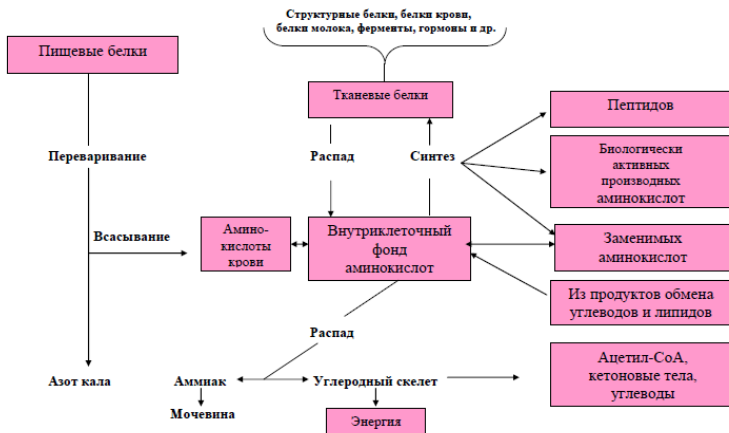 Структурные белки, белки крови,
белки молока, ферменты, гормоны и др.
Пищевые белки
Тканевые белки
Пептидов
Переваривание
Распад
Синтез
Биологически
активных
производных
аминокислот
Всасывание
Амино-
кислоты
крови
Внутриклеточный
фонд
аминокислот
Заменимых
аминокислот
Из продуктов обмена
углеводов и липидов
Распад
Азот кала
Аммиак
Углеродный скелет
Ацетил-СоА,
кетоновые тела,
углеводы
Мочевина
Энергия